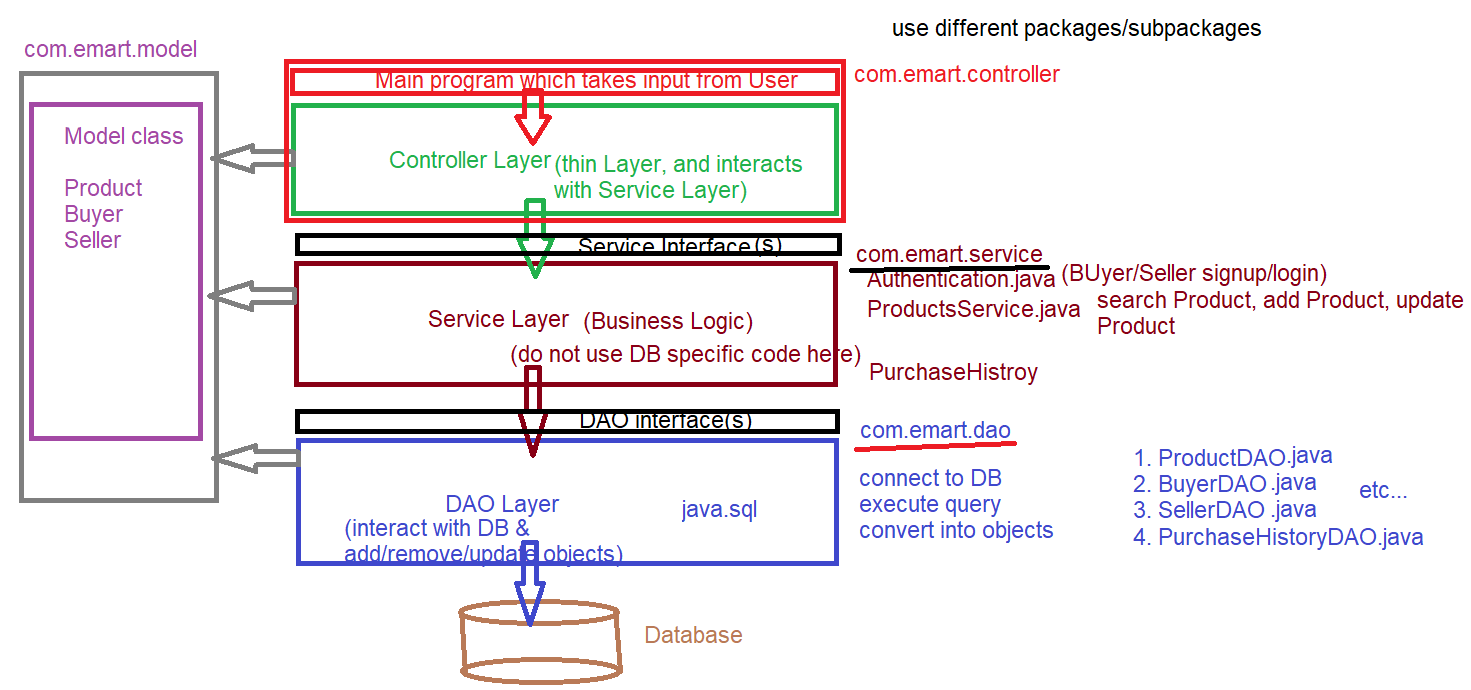 use different packages/subpackages
com.emart.model
Main program which takes input from User
com.emart.controller
Model class
Product
Buyer
Seller
Controller Layer (thin Layer, and interacts
with Service Layer)
Service Interface(s)
com.emart.service
Authentication.java (BUyer/Seller signup/login)
ProductsService.java search Product, add Product, update
Product
Service Layer (Business Logic)
(do not use DB specific code here)
PurchaseHistroy
DAO interface(s)
com.emart.dao
DAO Layer
(interact with DB &
add/remove/update objects)
java.sql
connect to DB
execute query
convert into objects
1. ProductDAO.java
2. BuyerDAO.java
3. SellerDAO.java
4. PurchaseHistoryDAO.java
etc...
Database